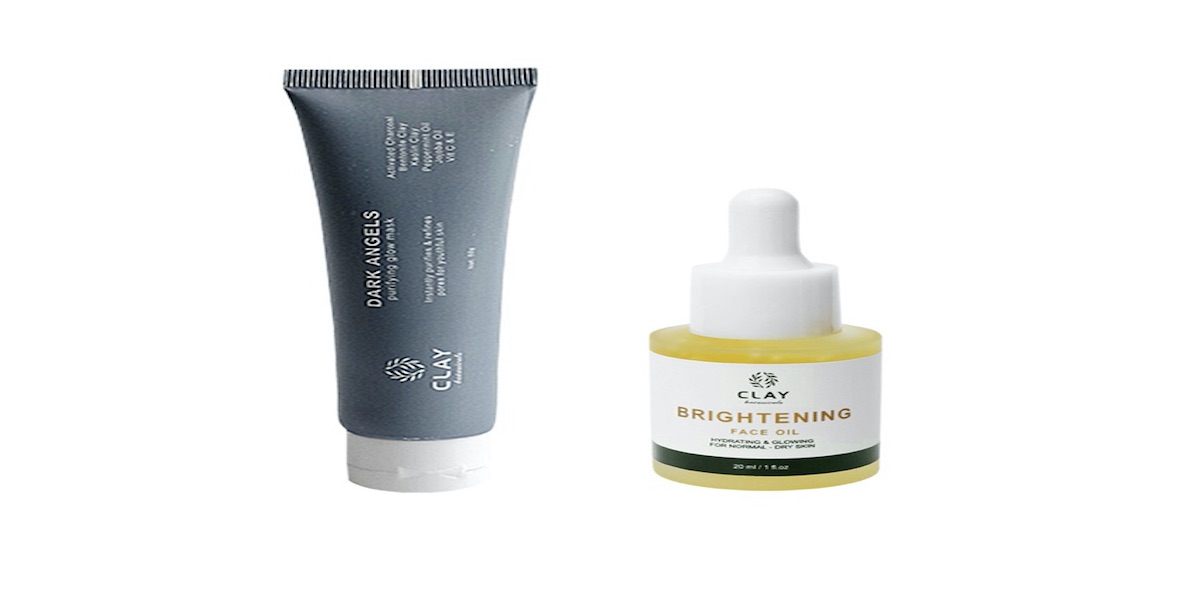 Activated Charcoal
Bentonite Clay
Kaolin Clay
Peppermint Oil
Jojoba Oil
DARK ANGELS
purifying glow mask
Instantly purifies & refines
pores for youthful skin
CLAY
botanicals
CLAY
botanicals
BRIGHTENING
FACE OIL
HYDRATING & GLOWING
FOR NORMAL - DRY SKIN
20 ml / 1 fl.oz